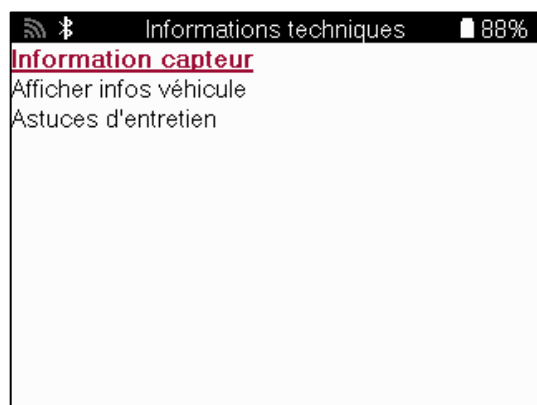 Informations techniques 88%
Information capteur
Afficher infos véhicule
Astuces d'entretien